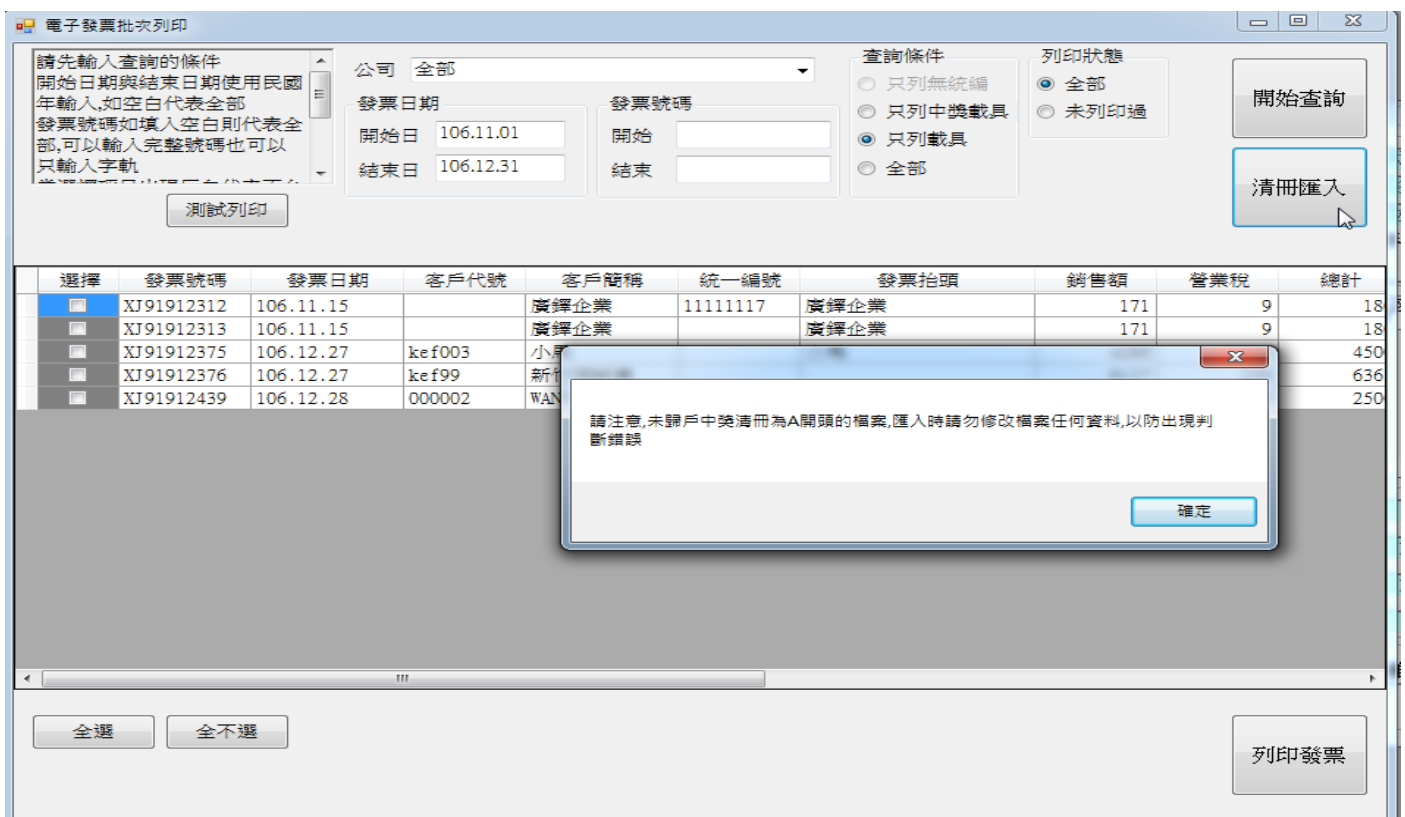 電子發票批次列印
請先輸入查詢的條件
開始日期與結束日期使用民國
年輸入,如空白代表全部
發票號碼如填入空白則代表全
部,可以輸入完整號碼也可以
只輸入字軌
測試列印
公司 全部
發票日期
開始日 106.11.01
結束日 106.12.31
發票號碼
開始
結束
查詢條件
只列無統編
只列中獎載具
只列載具
全部
列印狀態
全部
未列印過
開始查詢
清冊匯入
選擇 發票號碼 發票日期 客戶代號 客戶簡稱 統一編號 發票抬頭 銷售額 營業稅 總計
XJ91912312 106.11.15 廣鐸企業 11111117 廣鐸企業 171 9 18
XJ91912313 106.11.15 廣鐸企業 廣鐸企業 171 9 18
XJ91912375 106.12.27 kef003 小 450
XJ91912376 106.12.27 kef99 新竹 636
XJ91912439 106.12.28 000002 WAN 250
請注意,未歸戶中獎清冊為A開頭的檔案,匯入時請勿修改檔案任何資料,以防出現判
斷錯誤
確定
全選
全不選
列印發票